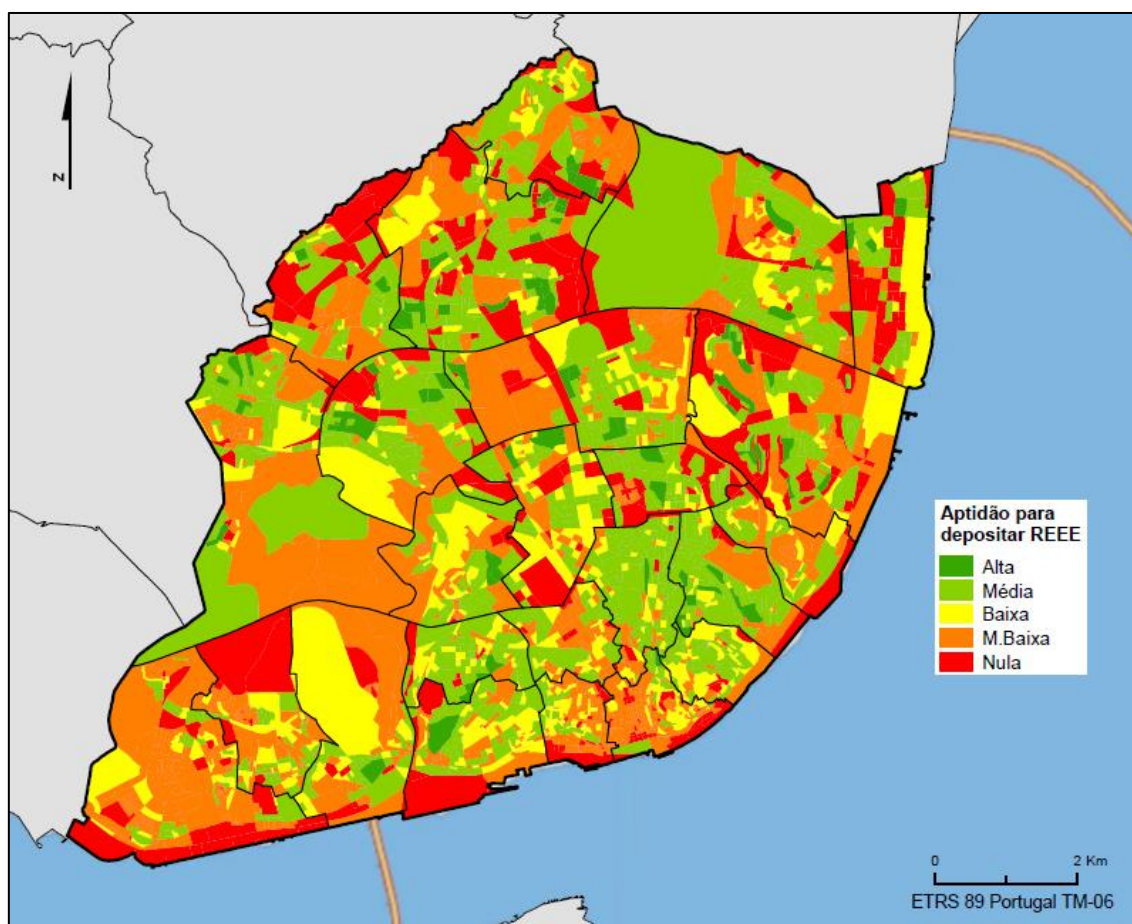 N
Aptidão para
depositar REEE
Alta
Média
Baixa
M.Baixa
Nula
0 2 Km
ETRS 89 Portugal TM-06